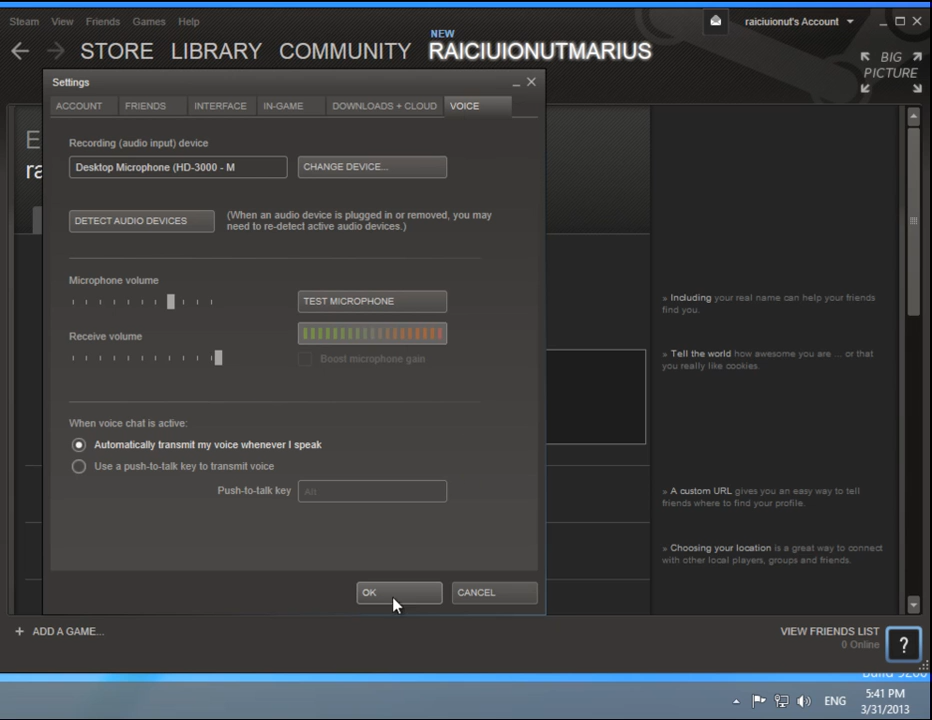 Steam View Friends Games Help
raiciuionut's Account
STORE LIBRARY COMMUNITY RAICIUIONUTMARIUS
NEW
BIG
PICTURE
Settings
ACCOUNT FRIENDS INTERFACE IN-GAME DOWNLOADS + CLOUD VOICE
E
ra
Recording (audio input) device
Desktop Microphone (HD-3000 - M
CHANGE DEVICE...
DETECT AUDIO DEVICES
(When an audio device is plugged in or removed, you may
need to re-detect active audio devices.)
Microphone volume
TEST MICROPHONE
Receive volume
Boost microphone gain
When voice chat is active:
Automatically transmit my voice whenever I speak
Use a push-to-talk key to transmit voice
Push-to-talk key
Alt
OK
CANCEL
» Including your real name can help your friends
find you.
» Tell the world how awesome you are ... or that
you really like cookies.
» A custom URL gives you an easy way to tell
friends where to find your profile.
» Choosing your location is a great way to connect
with other local players, groups and friends.
+ ADD A GAME...
VIEW FRIENDS LIST
0 Online
?
ENG
5:41 PM
3/31/2013